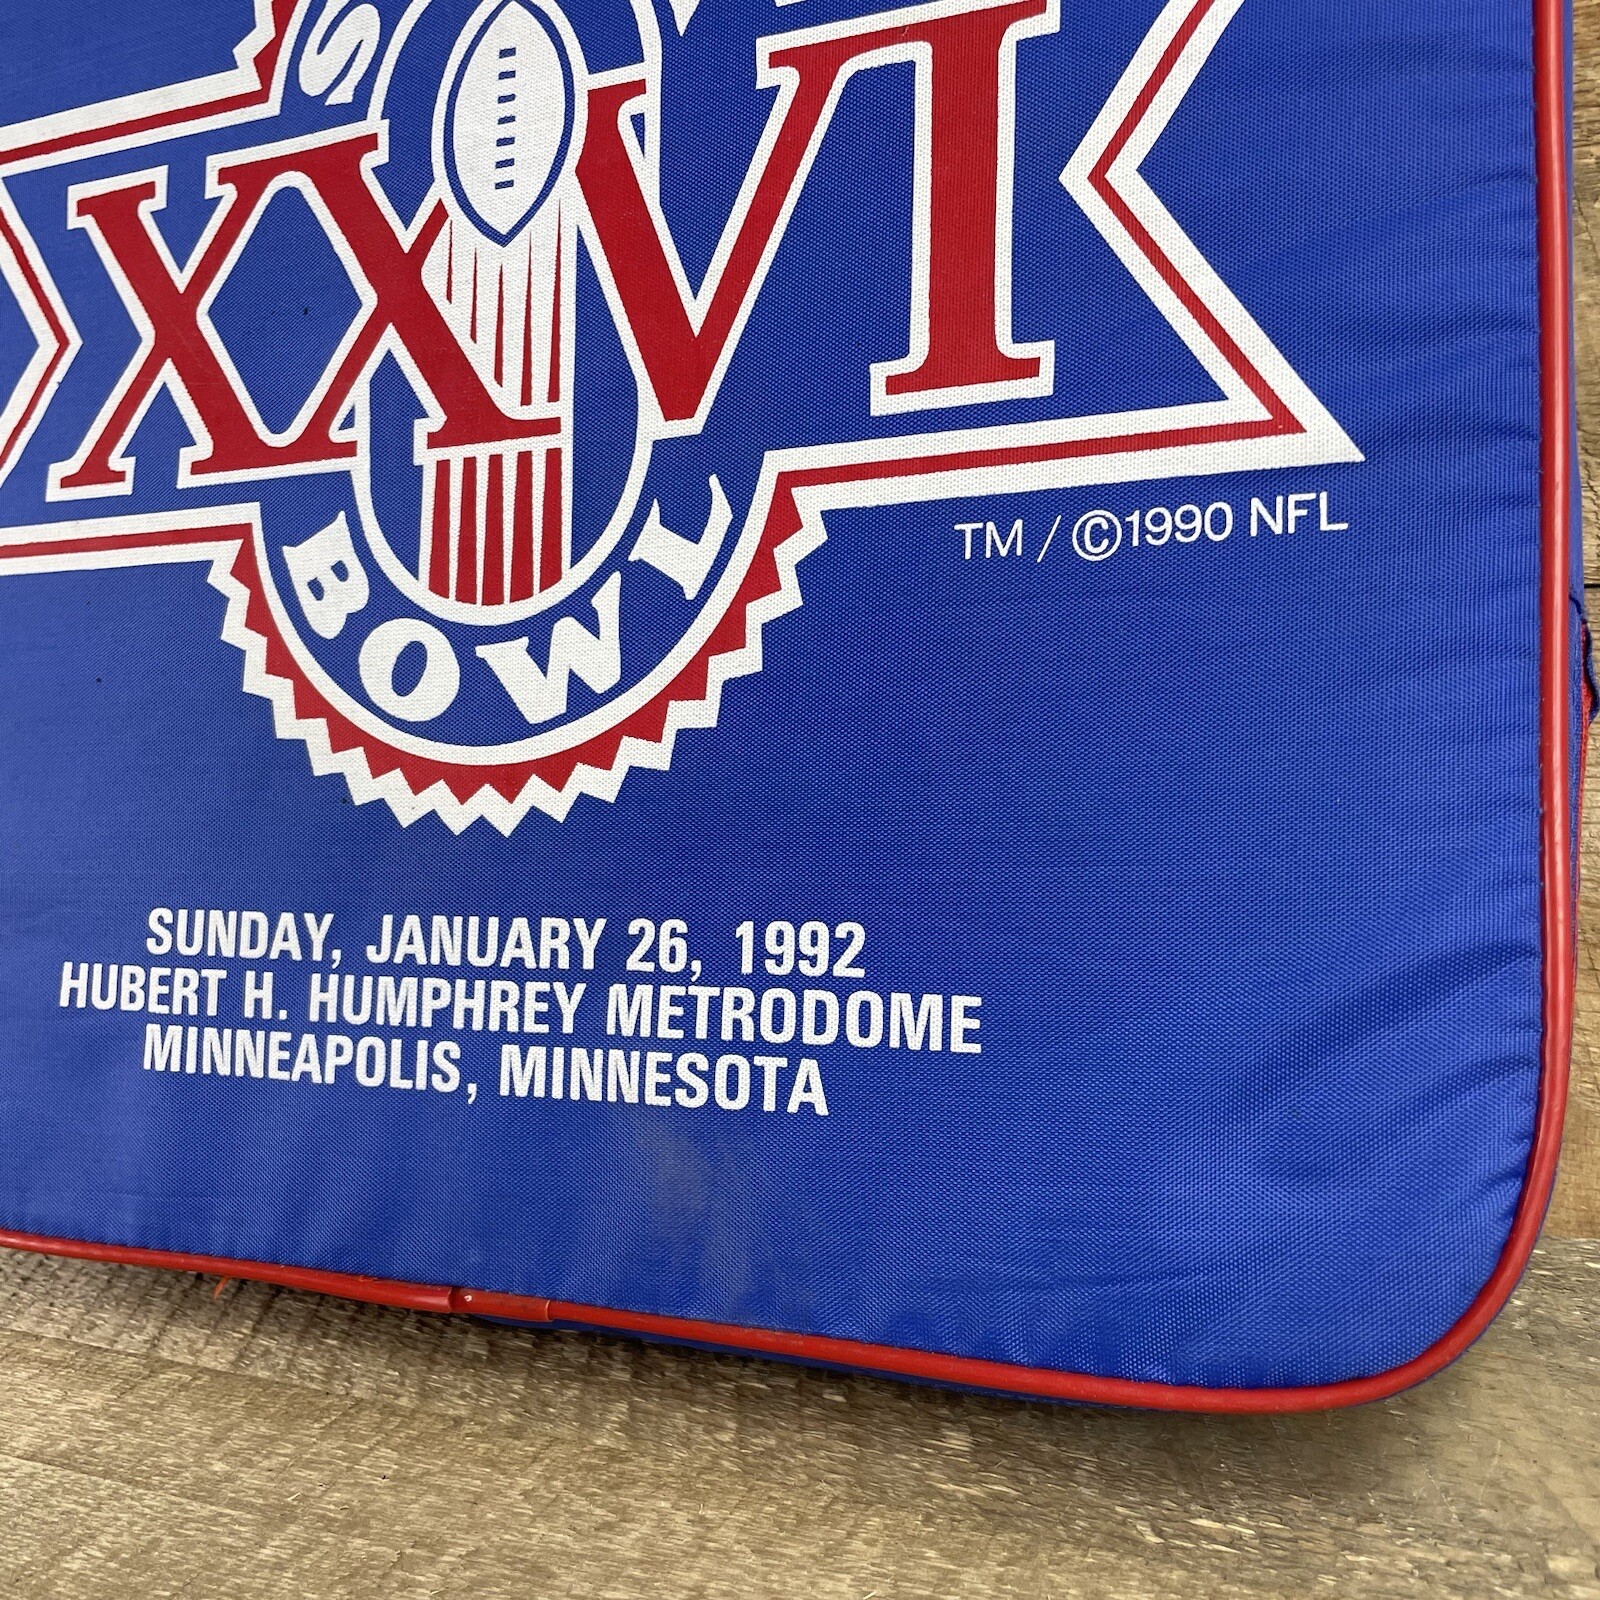 S
XXVI
BOWL
TM / ©1990 NFL
SUNDAY, JANUARY 26, 1992
HUBERT H. HUMPHREY METRODOME
MINNEAPOLIS, MINNESOTA